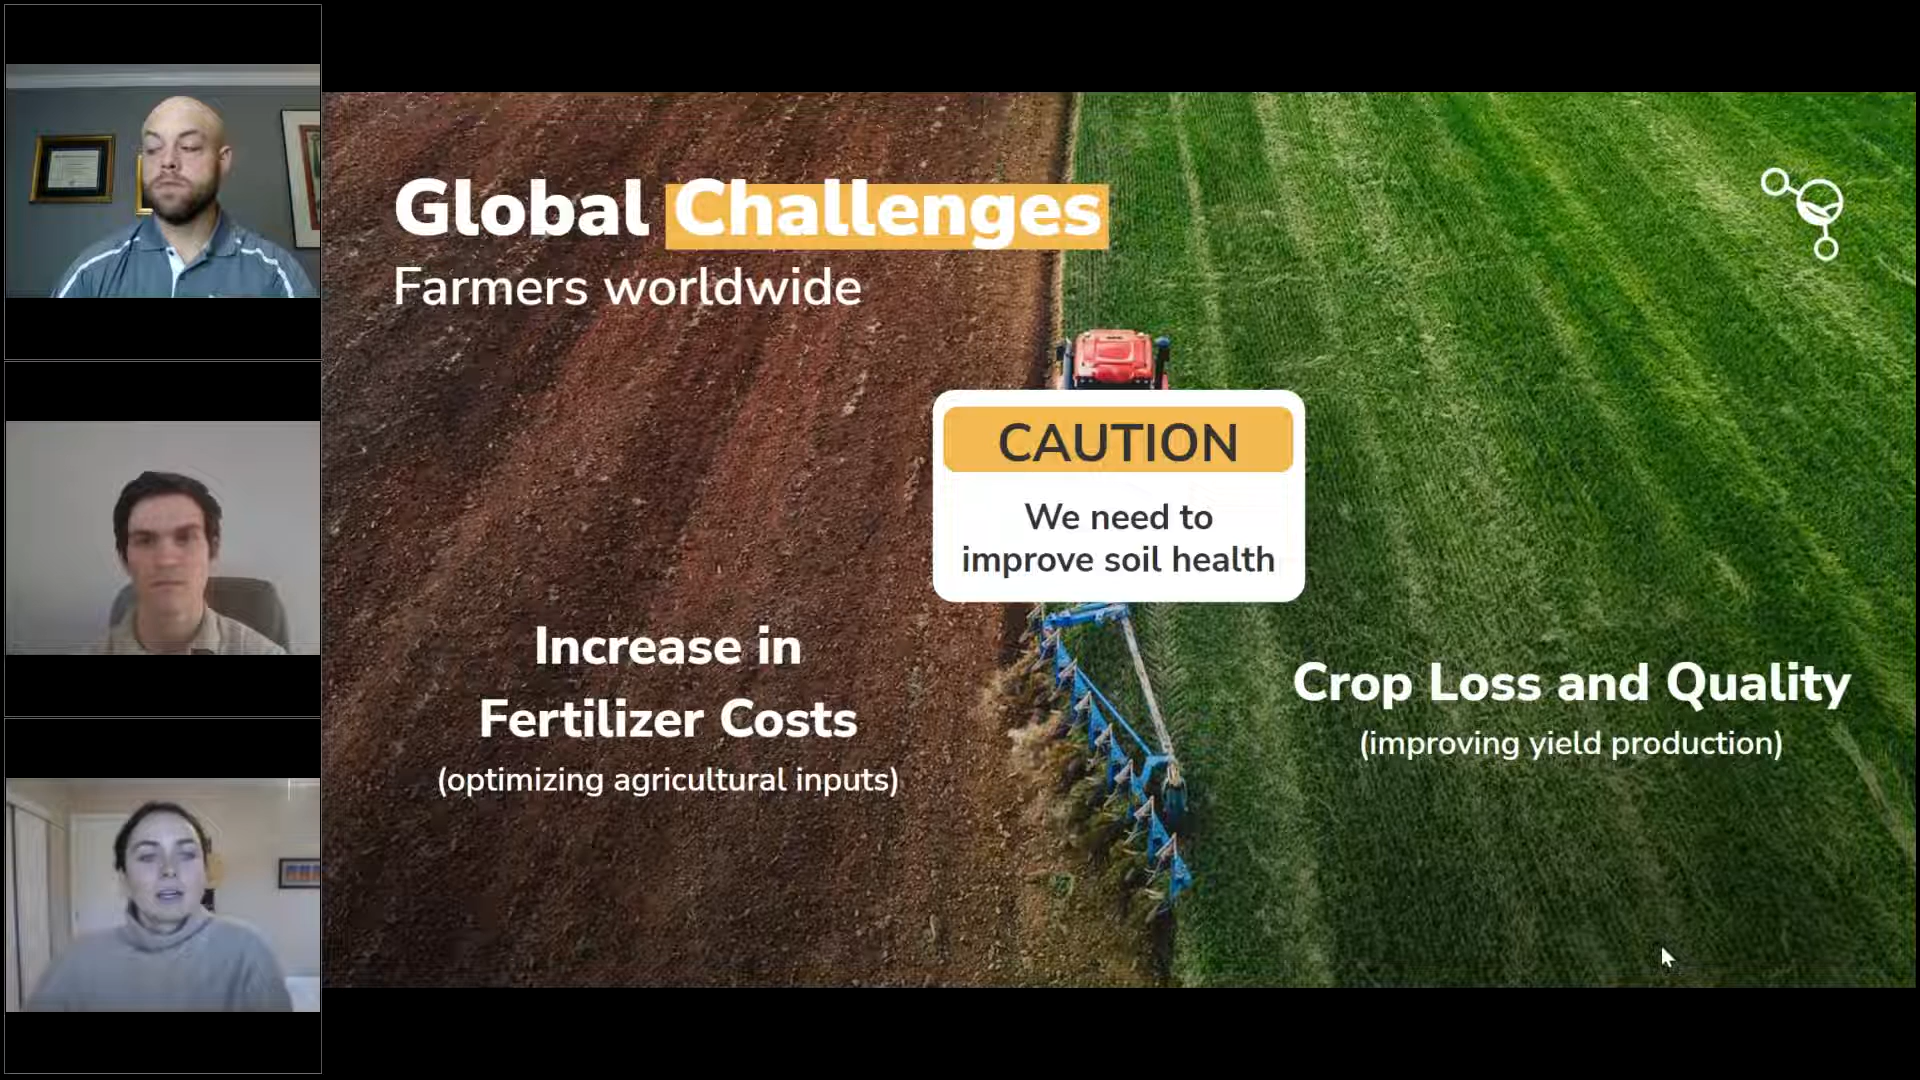 Global Challenges
Farmers worldwide
CAUTION
We need to
improve soil health
Increase in
Fertilizer Costs
(optimizing agricultural inputs)
Crop Loss and Quality
(improving yield production)